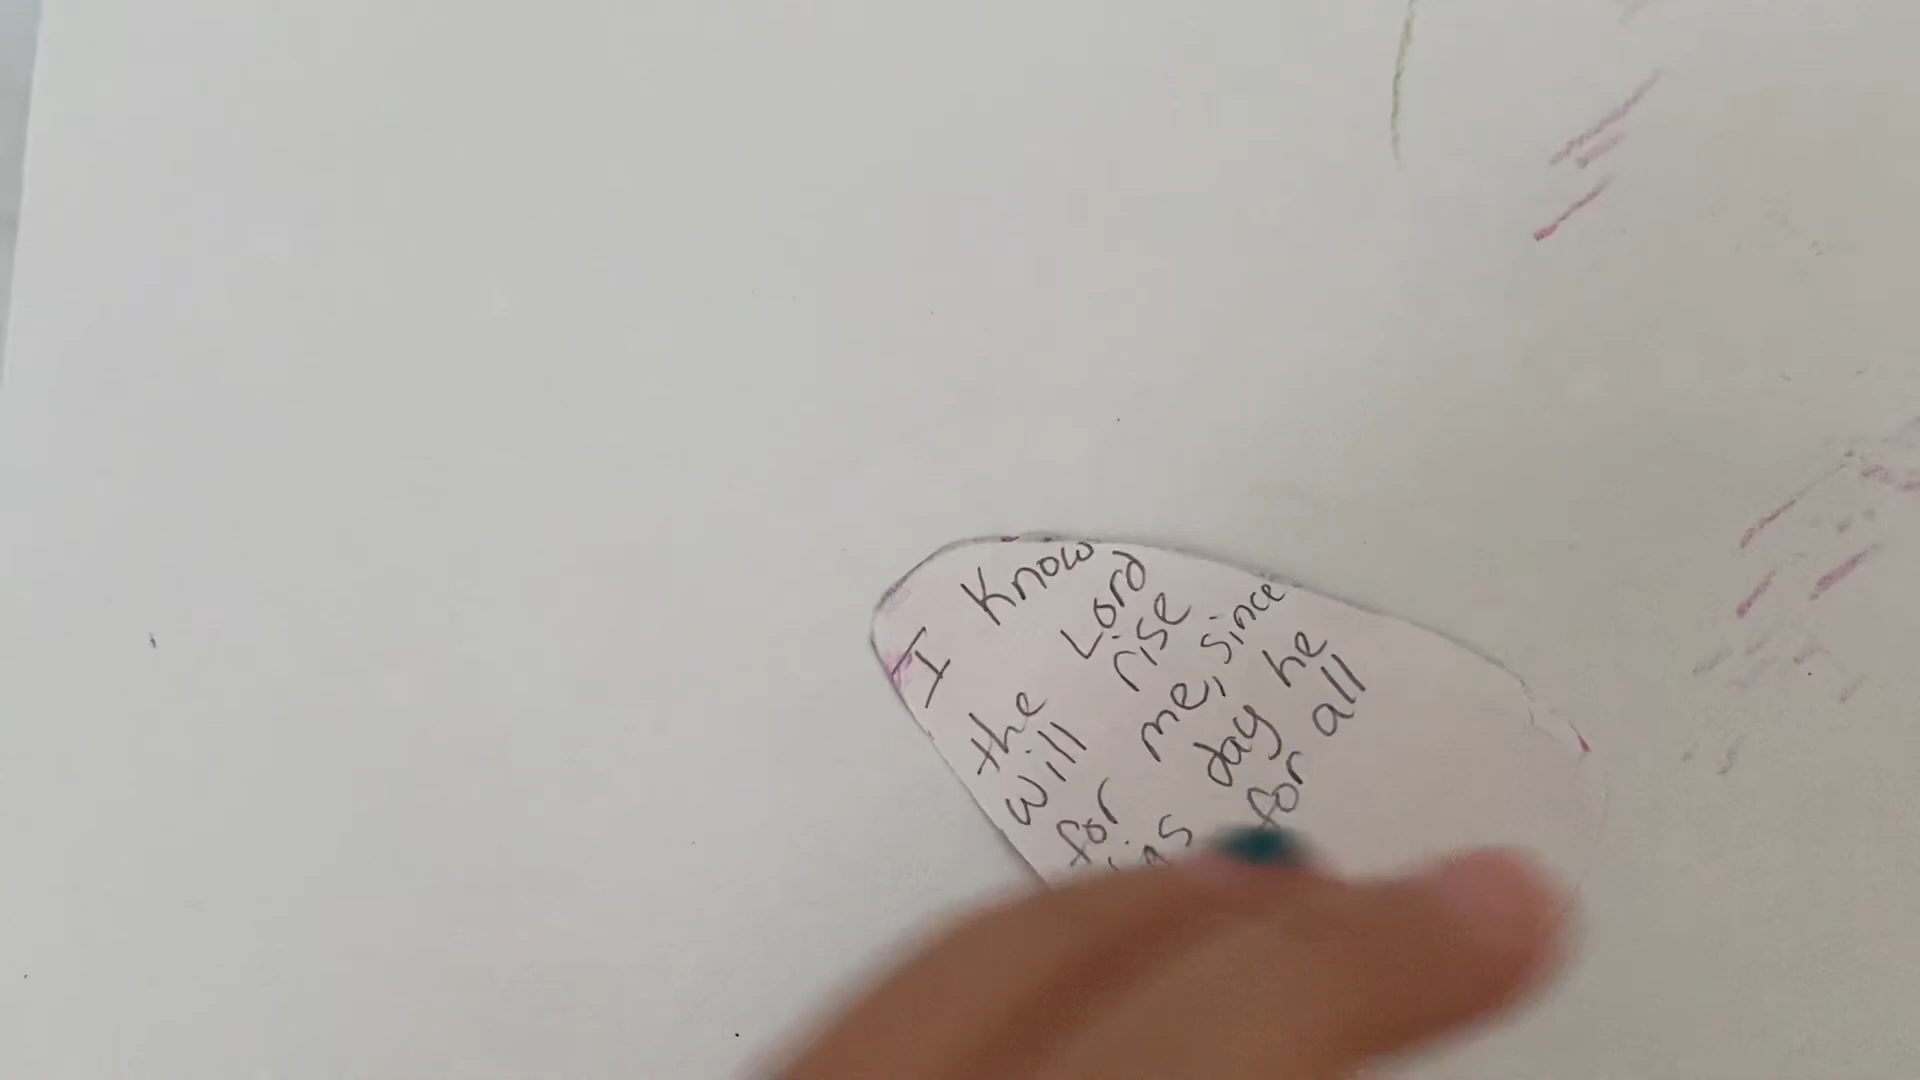 I Know
the Lord
will rise
for me, since
day he
for all